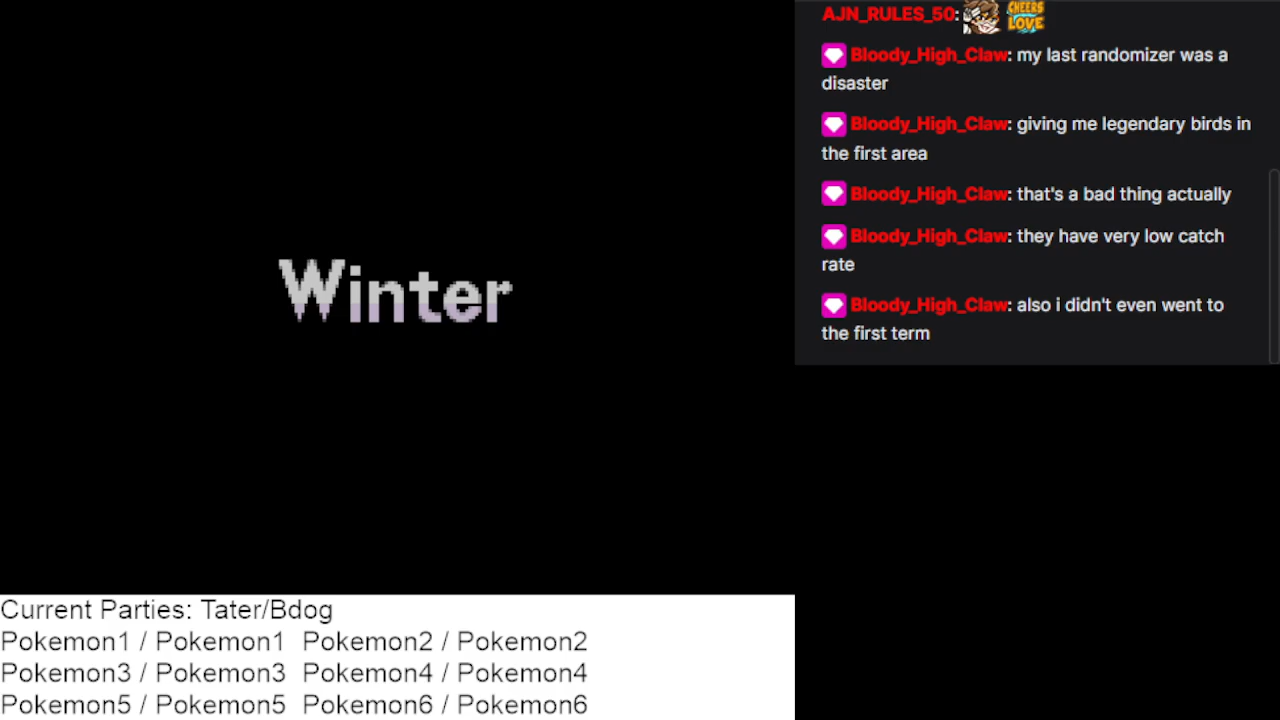 AJN_RULES_50:
CHEERS
LOVE
Bloody_High_Claw: my last randomizer was a
disaster
Bloody_High_Claw: giving me legendary birds in
the first area
Bloody_High_Claw: that's a bad thing actually
Bloody_High_Claw: they have very low catch
rate
Bloody_High_Claw: also i didn't even went to
the first term
Winter
Current Parties: Tater/Bdog
Pokemon1 / Pokemon1 Pokemon2 / Pokemon2
Pokemon3 / Pokemon3 Pokemon4 / Pokemon4
Pokemon5 / Pokemon5 Pokemon6 / Pokemon6